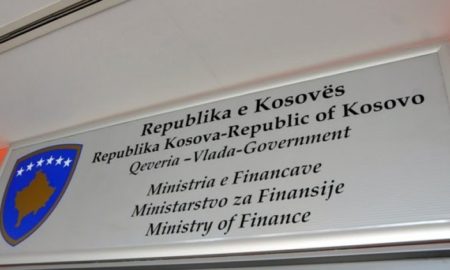 Republika e Kosovës
Republika Kosova-Republic of Kosovo
Qeveria –Vlada-Government
Ministria e Financave
Ministarstvo za Finansije
Ministry of Finance